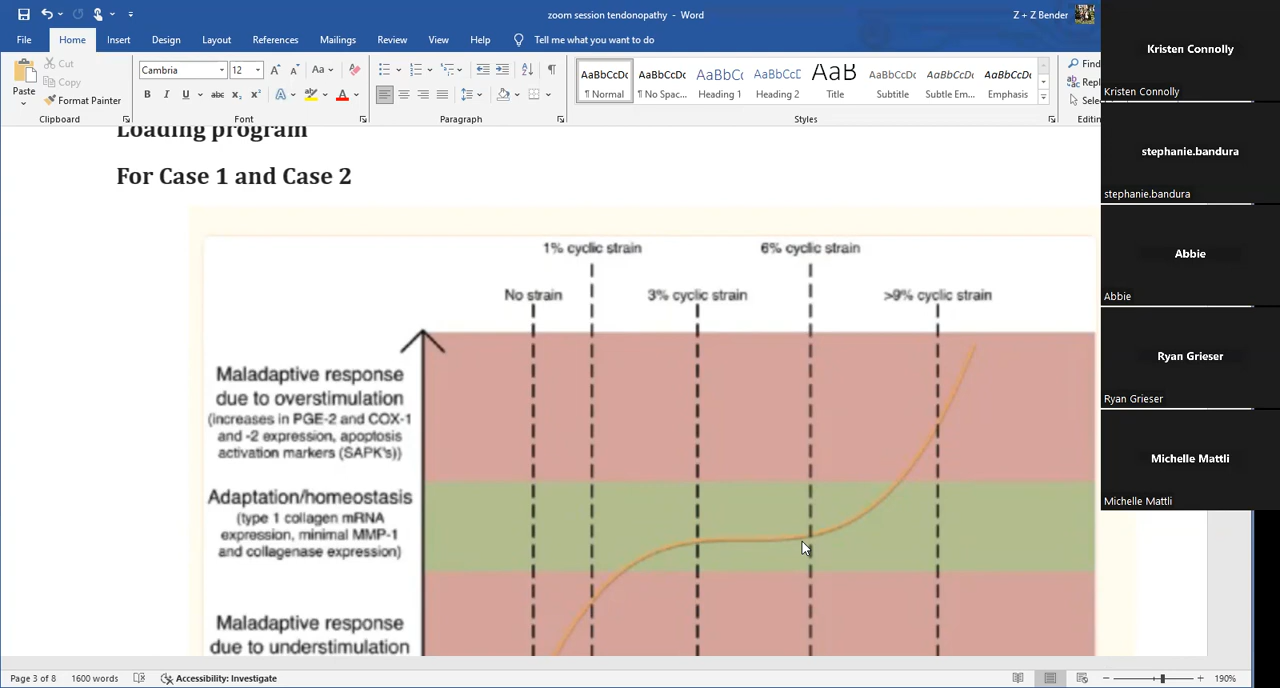 zoom session tendonopathy - Word
Z + Z Bender
File Home Insert Design Layout References Mailings Review View Help Tell me what you want to do
Paste
Cut
Copy
Format Painter
Clipboard
Cambria 12
Font
Paragraph
AaBbCcDc AaBbCcDc AaBbCc AaBbCcE AaB AaBbCcD AaBbCcDt AaBbCcDt
¶ Normal ¶ No Spac... Heading 1 Heading 2 Title Subtitle Subtle Em... Emphasis
Styles
Find
Repl
Sele
Editin
Loading program
For Case 1 and Case 2
1% cyclic strain 6% cyclic strain
No strain 3% cyclic strain >9% cyclic strain
Maladaptive response
due to overstimulation
(increases in PGE-2 and COX-1
and -2 expression, apoptosis
activation markers (SAPK's))
Adaptation/homeostasis
(type 1 collagen mRNA
expression, minimal MMP-1
and collagenase expression)
Maladaptive response
due to understimulation
Kristen Connolly
Kristen Connolly
stephanie.bandura
stephanie.bandura
Abbie
Abbie
Ryan Grieser
Ryan Grieser
Michelle Mattli
Michelle Mattli
Page 3 of 8 1600 words Accessibility: Investigate 190%